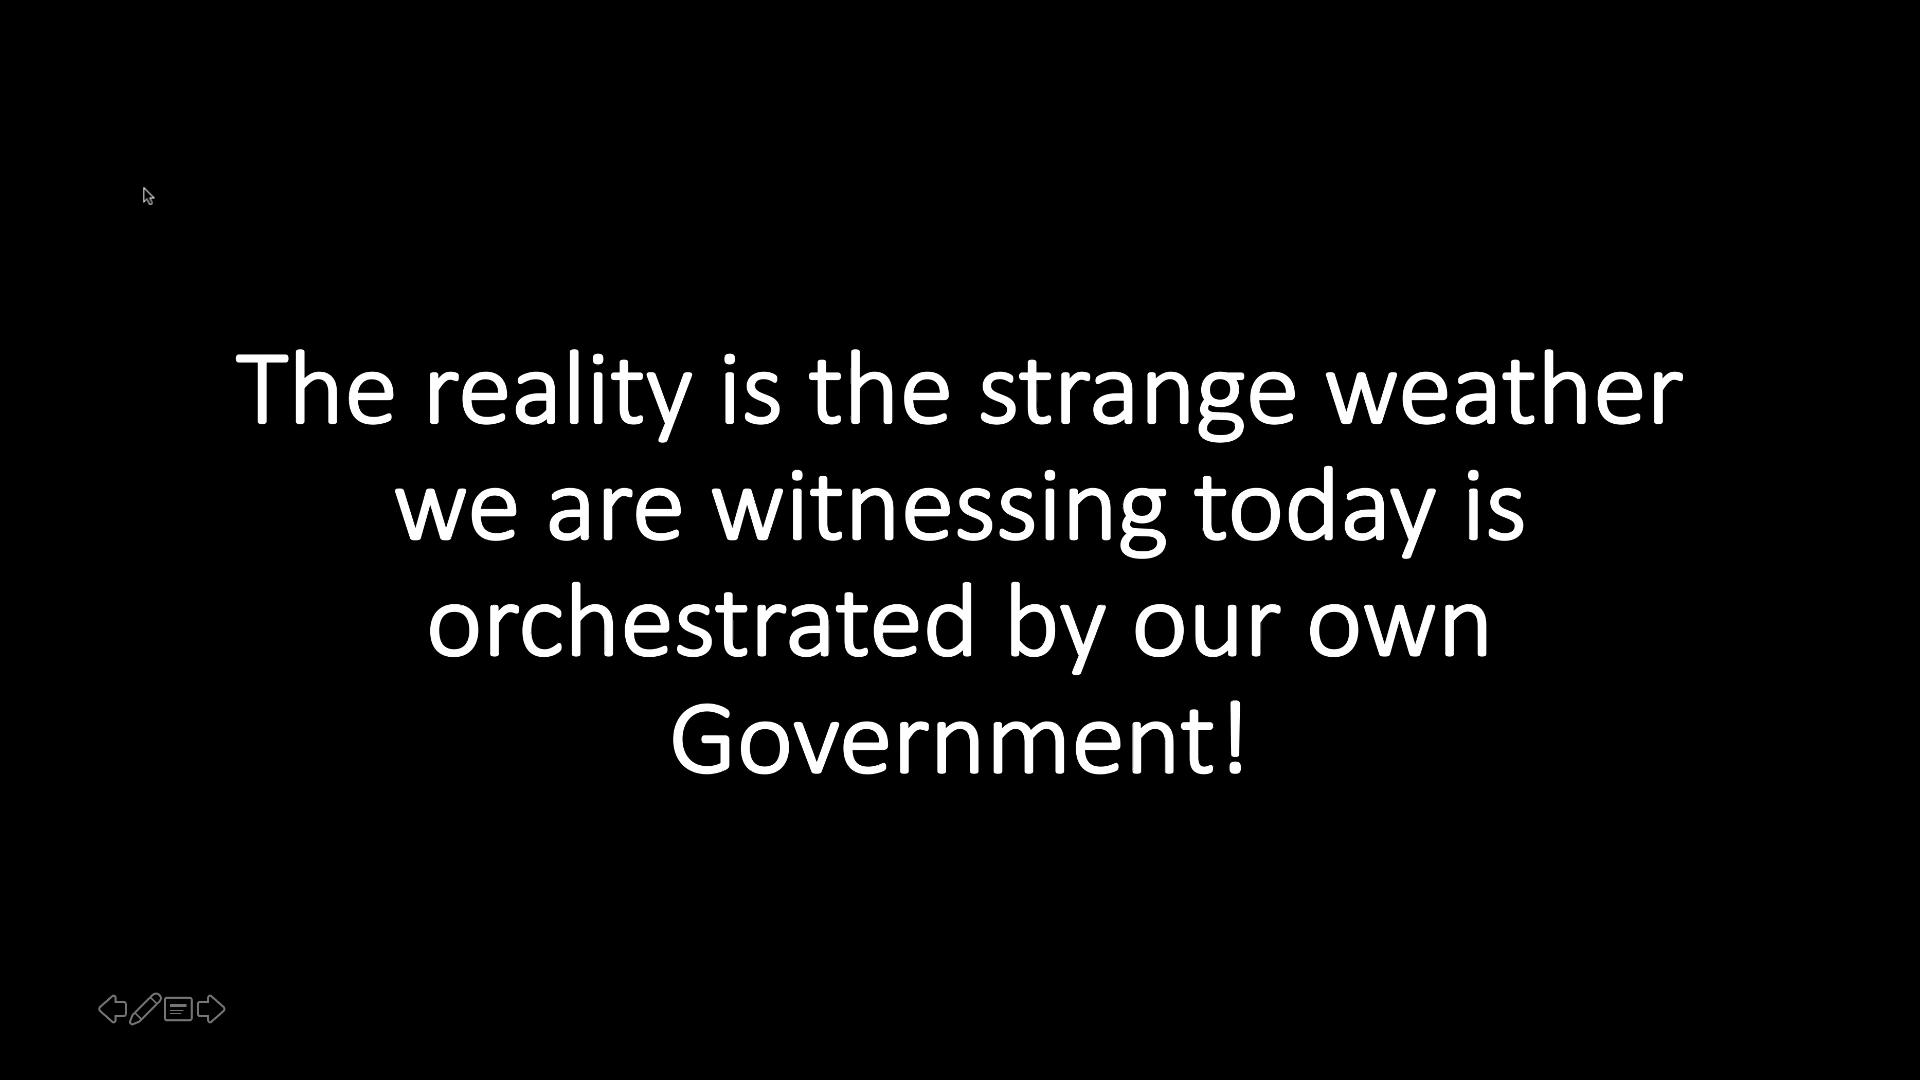 The reality is the strange weather
we are witnessing today is
orchestrated by our own
Government!